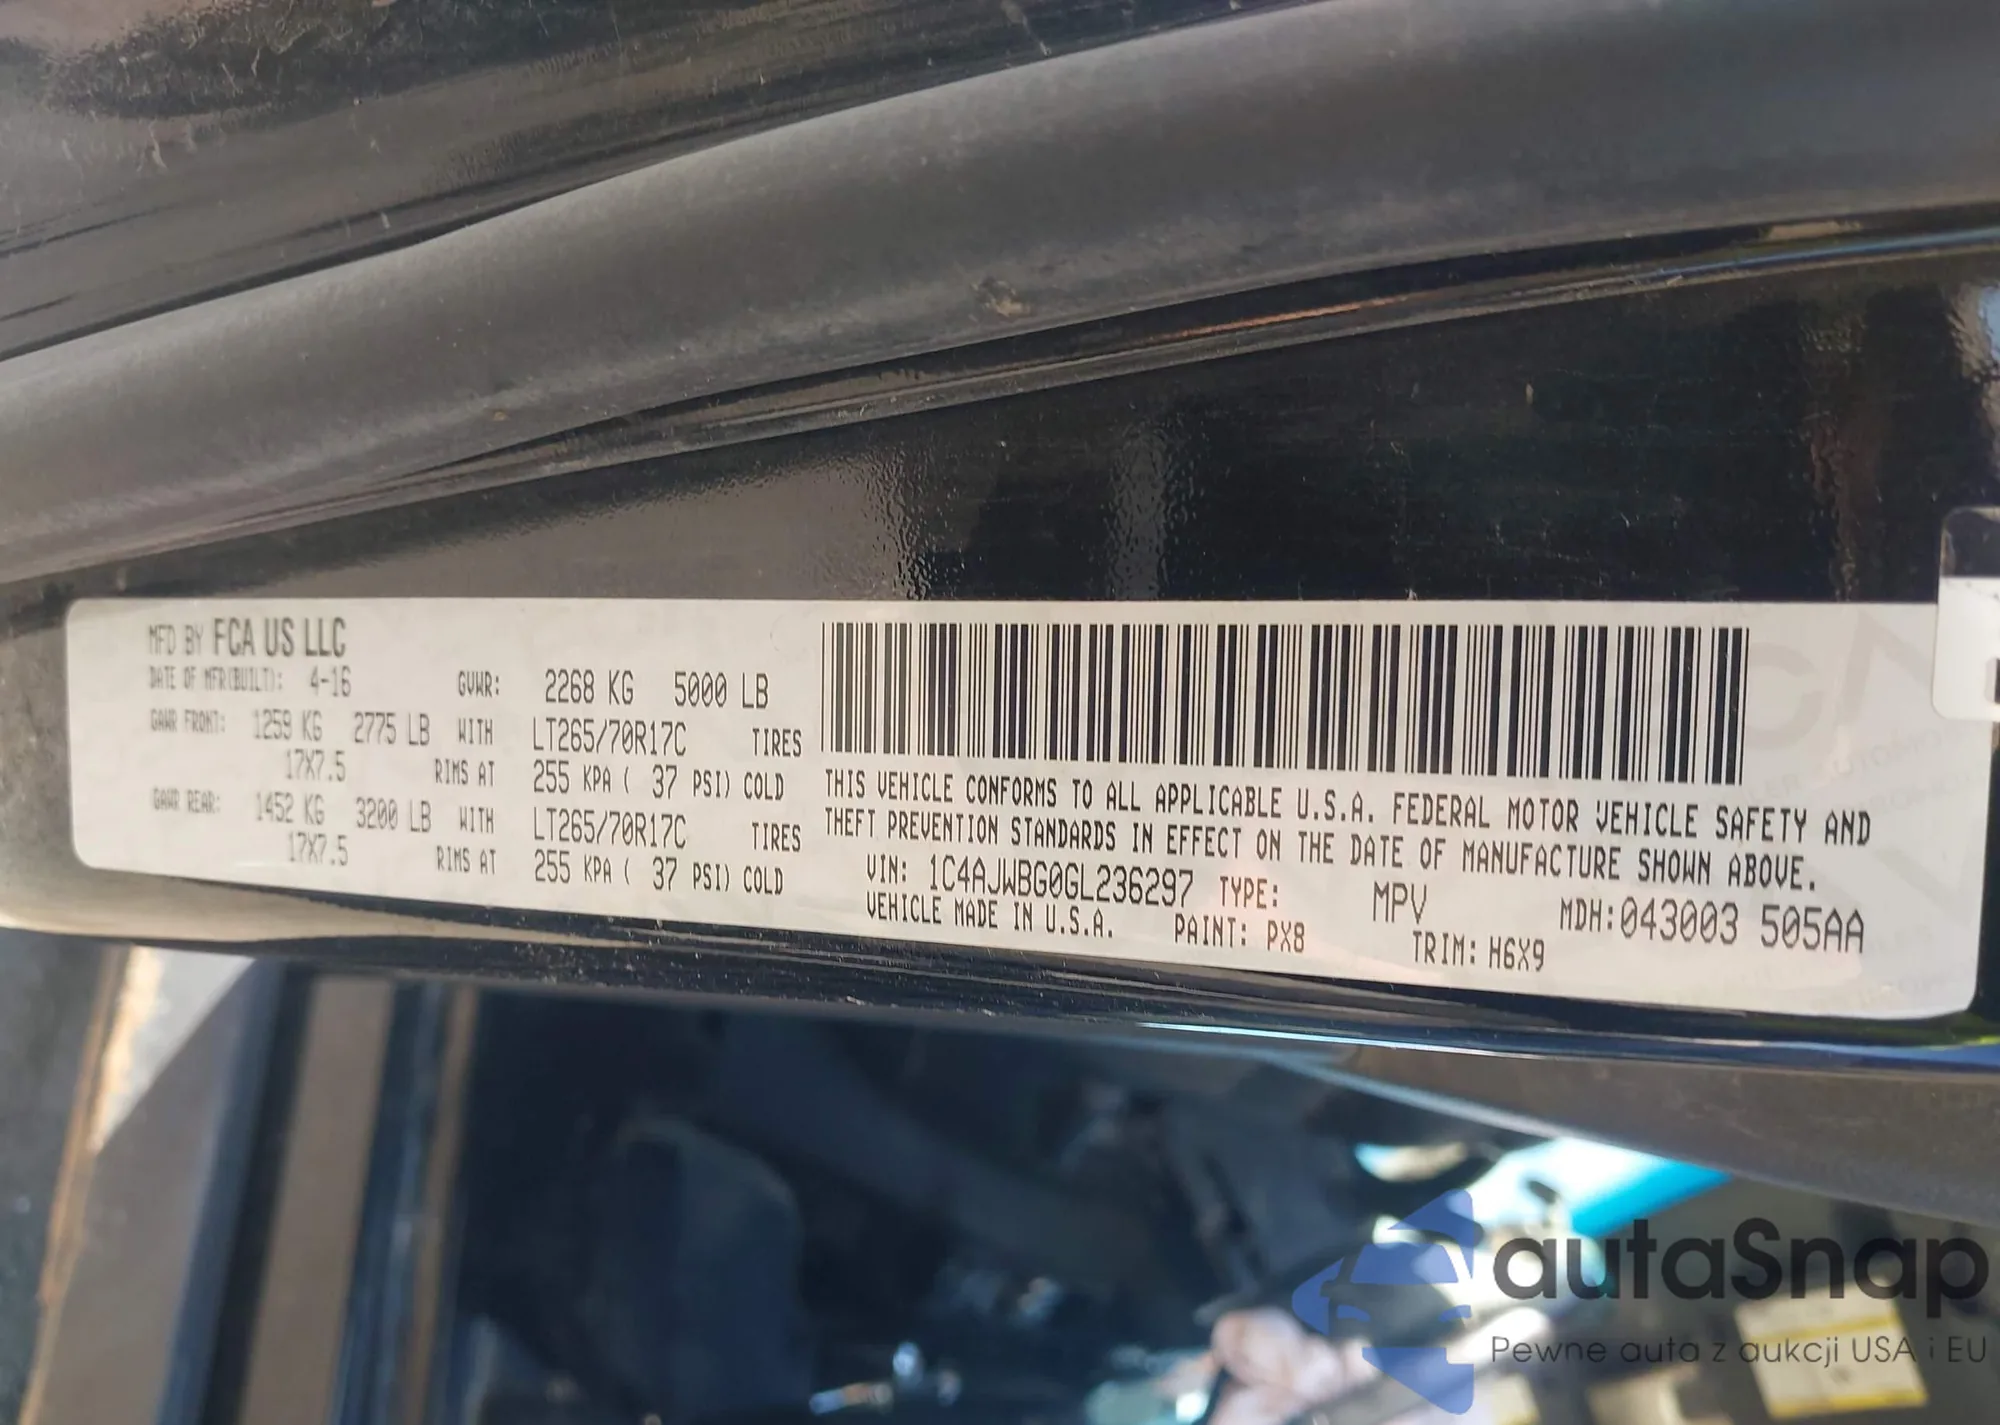 MFD BY FCA US LLC
DATE OF MFR(BUILT): 4-16 GVWR: 2268 KG 5000 LB
GAWR FRONT: 1259 KG 2775 LB WITH LT265/70R17C TIRES
17X7.5 RIMS AT 255 KPA ( 37 PSI) COLD
GAWR REAR: 1452 KG 3200 LB WITH LT265/70R17C TIRES
17X7.5 RIMS AT 255 KPA ( 37 PSI) COLD
THIS VEHICLE CONFORMS TO ALL APPLICABLE U.S.A. FEDERAL MOTOR VEHICLE SAFETY AND
THEFT PREVENTION STANDARDS IN EFFECT ON THE DATE OF MANUFACTURE SHOWN ABOVE.
VIN: 1C4AJWBG0GL236297 TYPE: MPV MDH:043003 505AA
VEHICLE MADE IN U.S.A. PAINT: PX8 TRIM: H6X9
autaSnap
Pewne auta z aukcji USA i EU